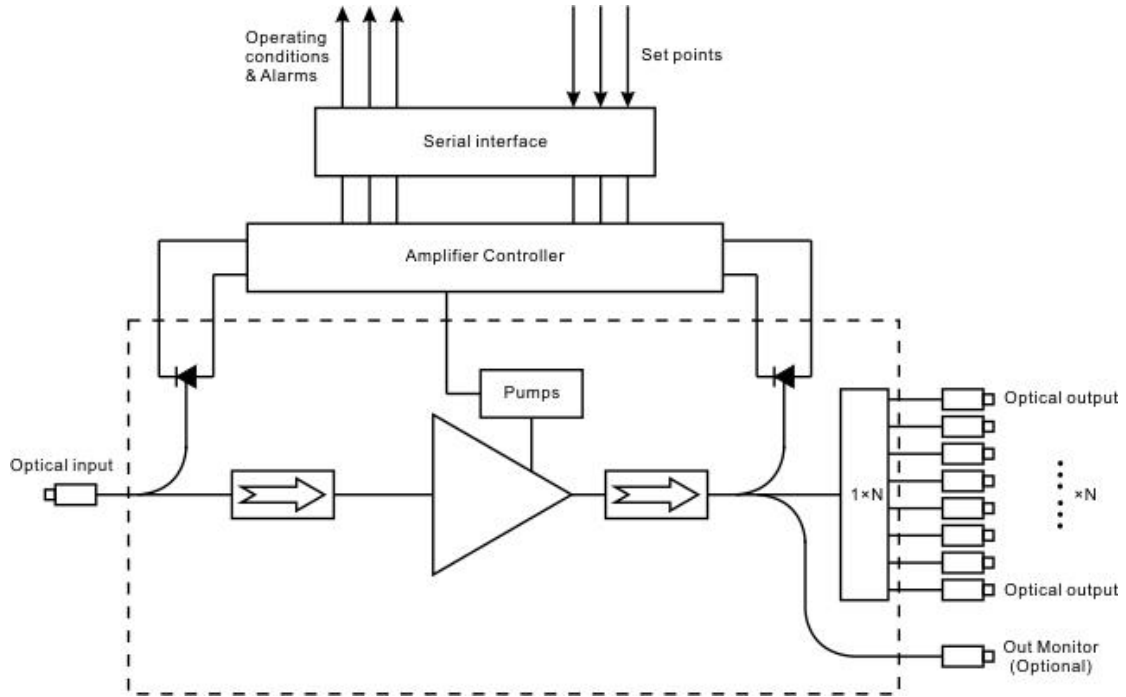 Operating
conditions
& Alarms
Set points
Serial interface
Amplifier Controller
Pumps
Optical input
1×N
Optical output
×N
Optical output
Out Monitor
(Optional)